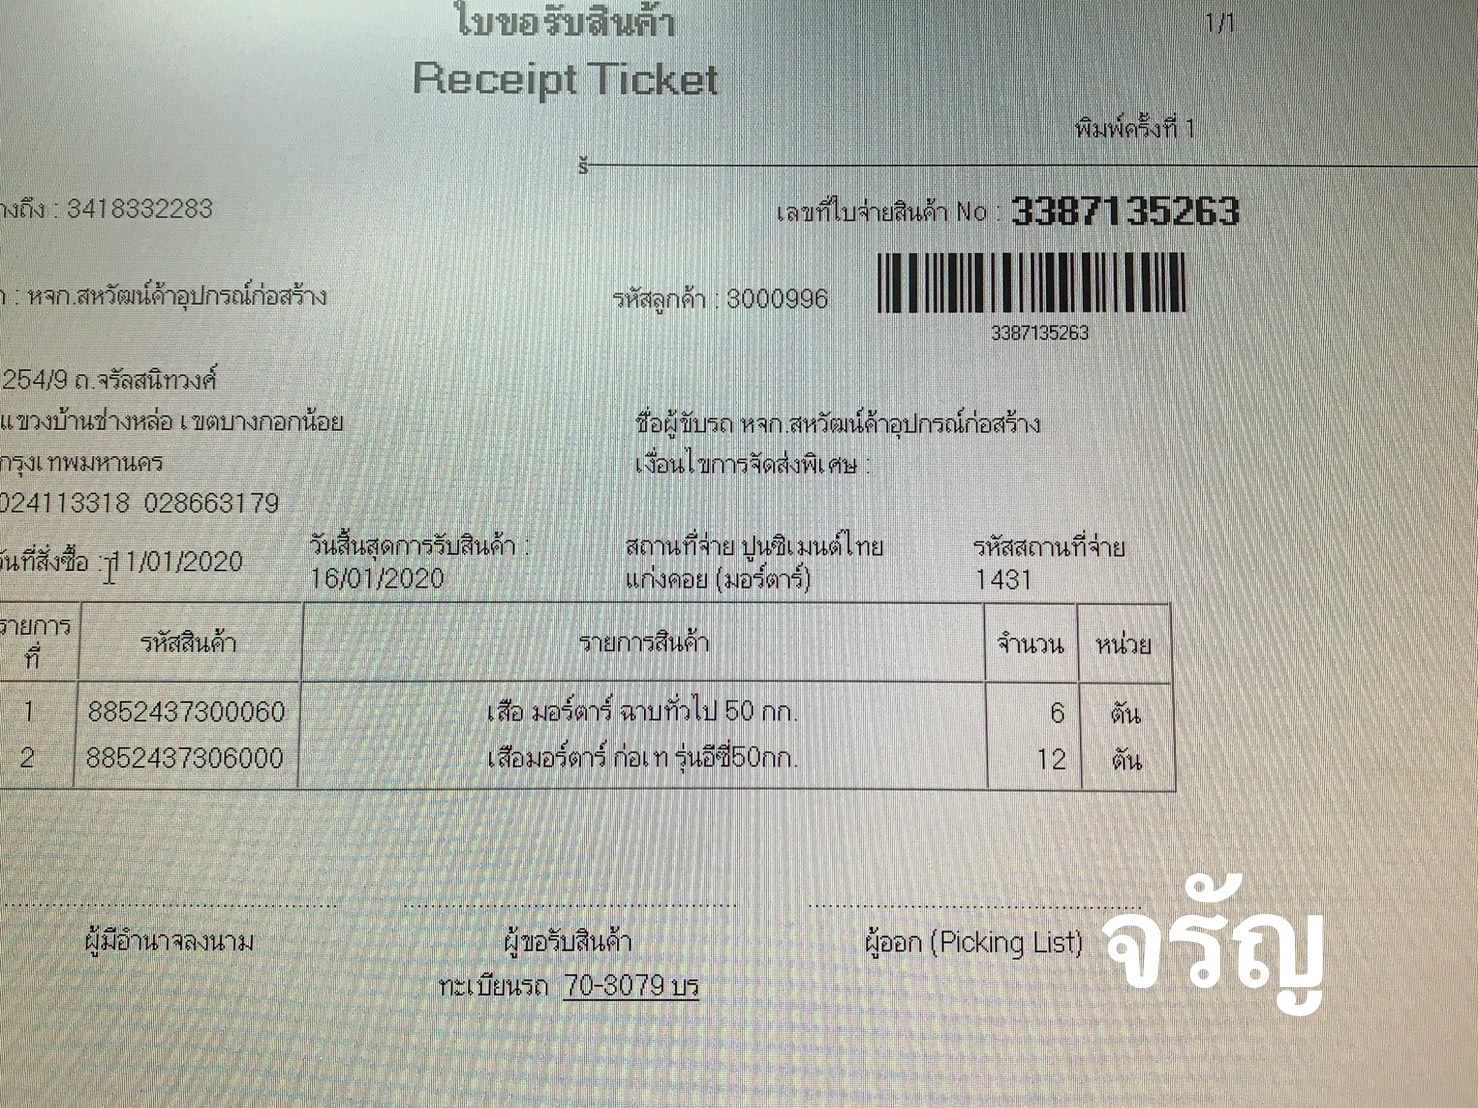 ใบขอรับสินค้า
1/1
Receipt Ticket
พิมพ์ครั้งที่ 1
างถึง : 3418332283
เลขที่ใบจ่ายสินค้า No : 3387135263
า : หจก.สหวัฒน์ค้าอุปกรณ์ก่อสร้าง
รหัสลูกค้า : 3000996
3387135263
254/9 ถ.จรัลสนิทวงศ์
แขวงบ้านช่างหล่อ เขตบางกอกน้อย
ชื่อผู้ขับรถ หจก.สหวัฒน์ค้าอุปกรณ์ก่อสร้าง
กรุงเทพมหานคร
เงื่อนไขการจัดส่งพิเศษ :
024113318 028663179
วันที่สั่งซื้อ : 11/01/2020
วันสิ้นสุดการรับสินค้า :
16/01/2020
สถานที่จ่าย ปูนซิเมนต์ไทย
แก่งคอย (มอร์ตาร์)
รหัสสถานที่จ่าย
1431
รายการที่ รหัสสินค้า รายการสินค้า จำนวน หน่วย
1 8852437300060 เสือ มอร์ตาร์ ฉาบทั่วไป 50 กก. 6 ตัน
2 8852437306000 เสือมอร์ตาร์ ก่อเท รุ่นอีซี่50กก. 12 ตัน
ผู้มีอำนาจลงนาม
ผู้ขอรับสินค้า
ผู้ออก (Picking List)
จรัญ
ทะเบียนรถ 70-3079 บร